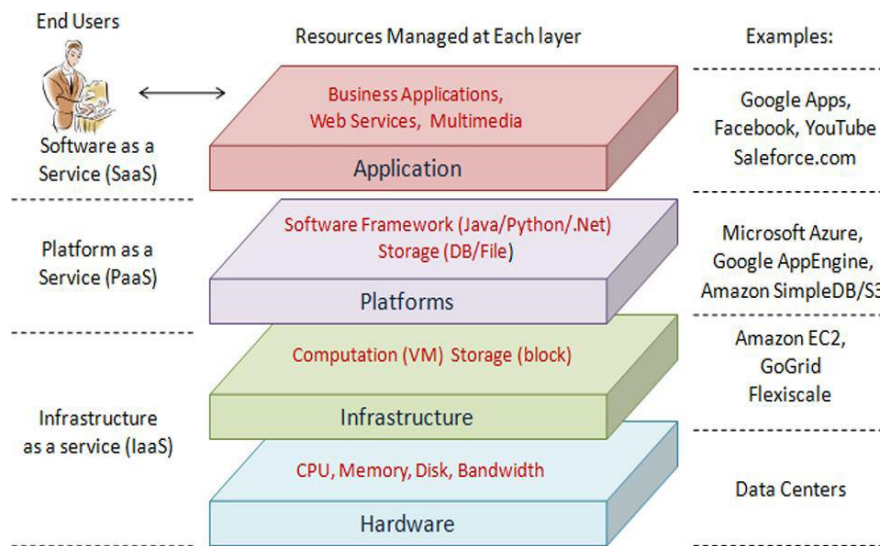 End Users
Resources Managed at Each layer
Examples:
Business Applications,
Web Services, Multimedia
Application
Software as a
Service (SaaS)
Google Apps,
Facebook, YouTube
Saleforce.com
Software Framework (Java/Python/.Net)
Storage (DB/File)
Platforms
Platform as a
Service (PaaS)
Microsoft Azure,
Google AppEngine,
Amazon SimpleDB/S3
Computation (VM) Storage (block)
Infrastructure
Amazon EC2,
GoGrid
Flexiscale
Infrastructure
as a service (IaaS)
CPU, Memory, Disk, Bandwidth
Hardware
Data Centers